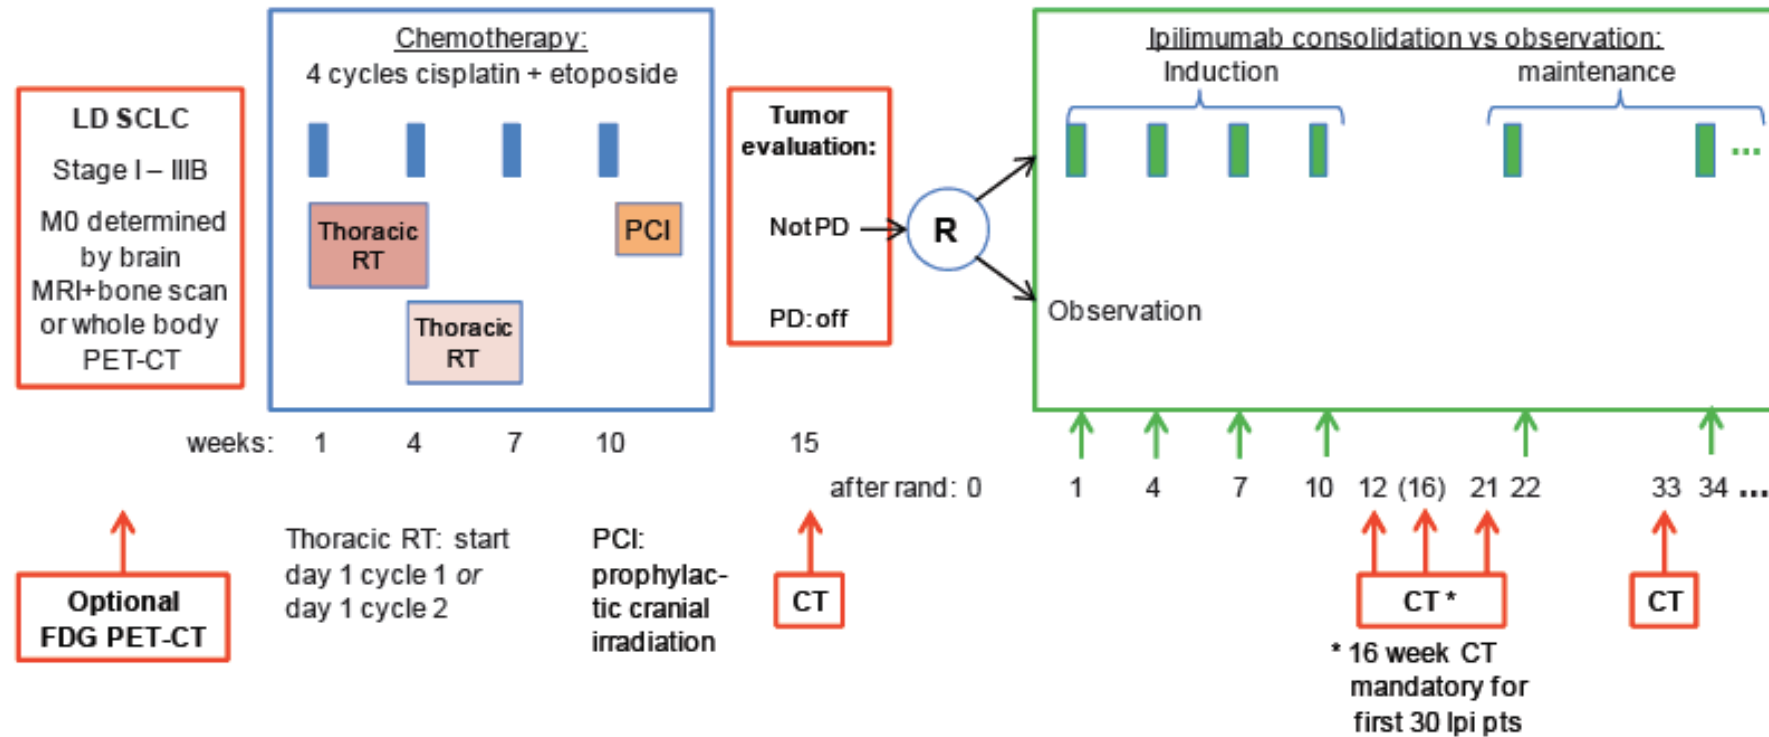 LD SCLC
Stage I – IIIB
M0 determined
by brain
MRI+bone scan
or whole body
PET-CT
Chemotherapy:
4 cycles cisplatin + etoposide
Thoracic
RT
Thoracic
RT
PCI
Tumor
evaluation:
Not PD
PD: off
R
Ipilimumab consolidation vs observation:
Induction
maintenance
...
Observation
weeks: 1 4 7 10 15
after rand: 0 1 4 7 10 12 (16) 21 22 33 34 ...
Optional
FDG PET-CT
Thoracic RT: start
day 1 cycle 1 or
day 1 cycle 2
PCI:
prophylac-
tic cranial
irradiation
CT
CT *
* 16 week CT
mandatory for
first 30 Ipi pts
CT